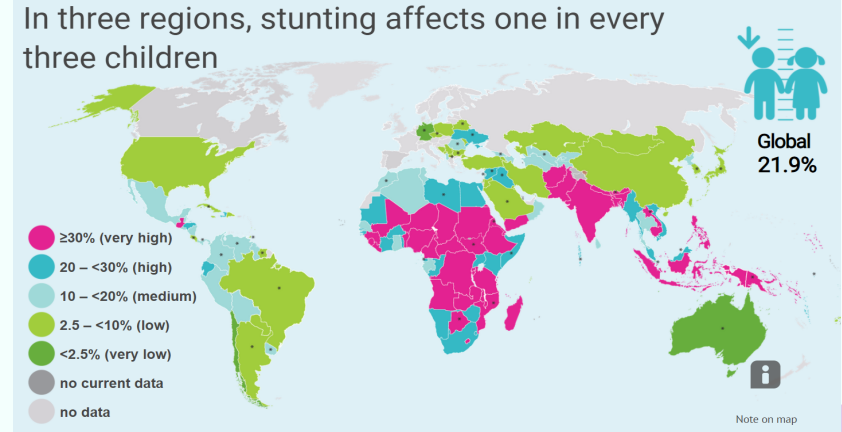 In three regions, stunting affects one in every
three children
Global
21.9%
≥30% (very high)
20 – <30% (high)
10 – <20% (medium)
2.5 – <10% (low)
<2.5% (very low)
no current data
no data
i
Note on map